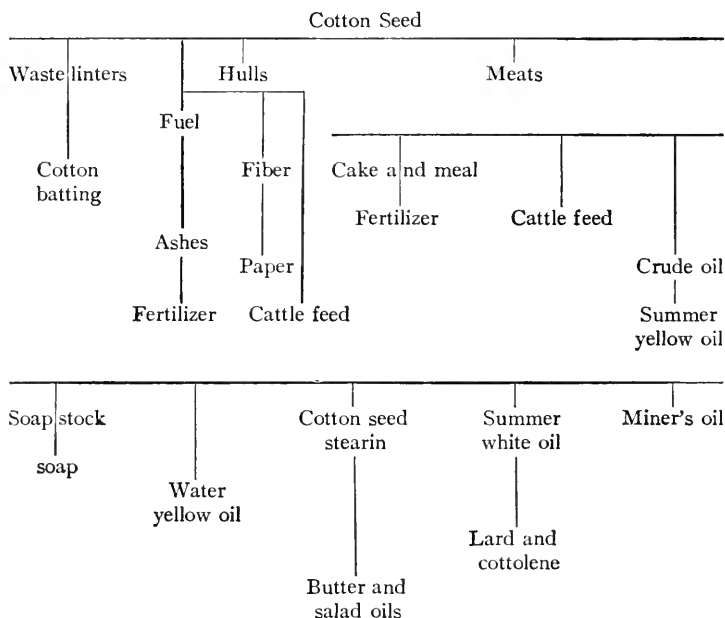 Cotton Seed
Waste linters
Hulls
Meats
Fuel
Cotton
batting
Fiber
Cake and meal
Fertilizer
Cattle feed
Ashes
Paper
Crude oil
Fertilizer
Cattle feed
Summer
yellow oil
Soap stock
Cotton seed
stearin
Summer
white oil
Miner's oil
soap
Water
yellow oil
Lard and
cottolene
Butter and
salad oils